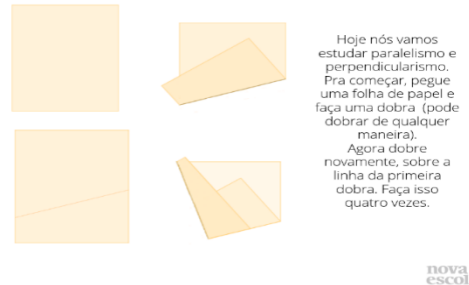 Hoje nós vamos
estudar paralelismo e
perpendicularismo.
Pra começar, pegue
uma folha de papel e
faça uma dobra (pode
dobrar de qualquer
maneira).
Agora dobre
novamente, sobre a
linha da primeira
dobra. Faça isso
quatro vezes.
nova
escol